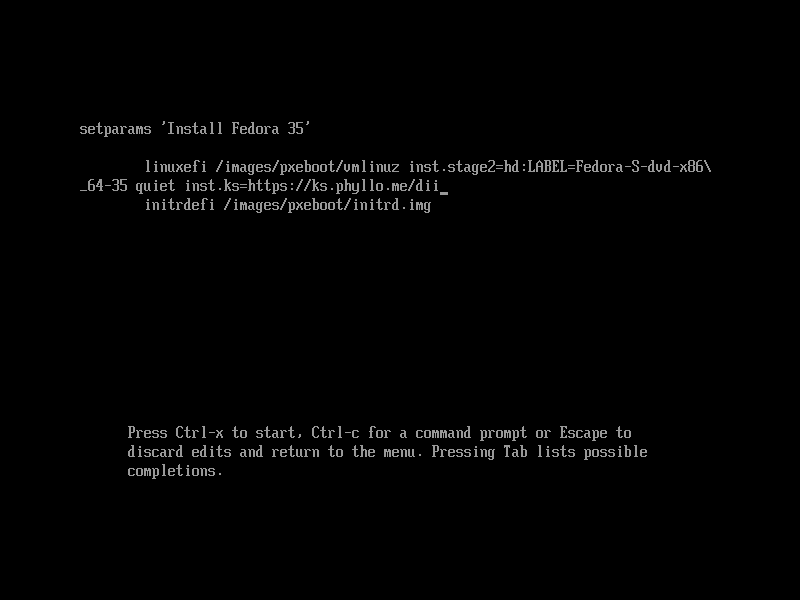 setparams 'Install Fedora 35'
linuxefi /images/pxeboot/vmlinuz inst.stage2=hd:LABEL=Fedora-S-dvd-x86\
_64-35 quiet inst.ks=https://ks.phyllo.me/dii_
initrdefi /images/pxeboot/initrd.img
Press Ctrl-x to start, Ctrl-c for a command prompt or Escape to
discard edits and return to the menu. Pressing Tab lists possible
completions.